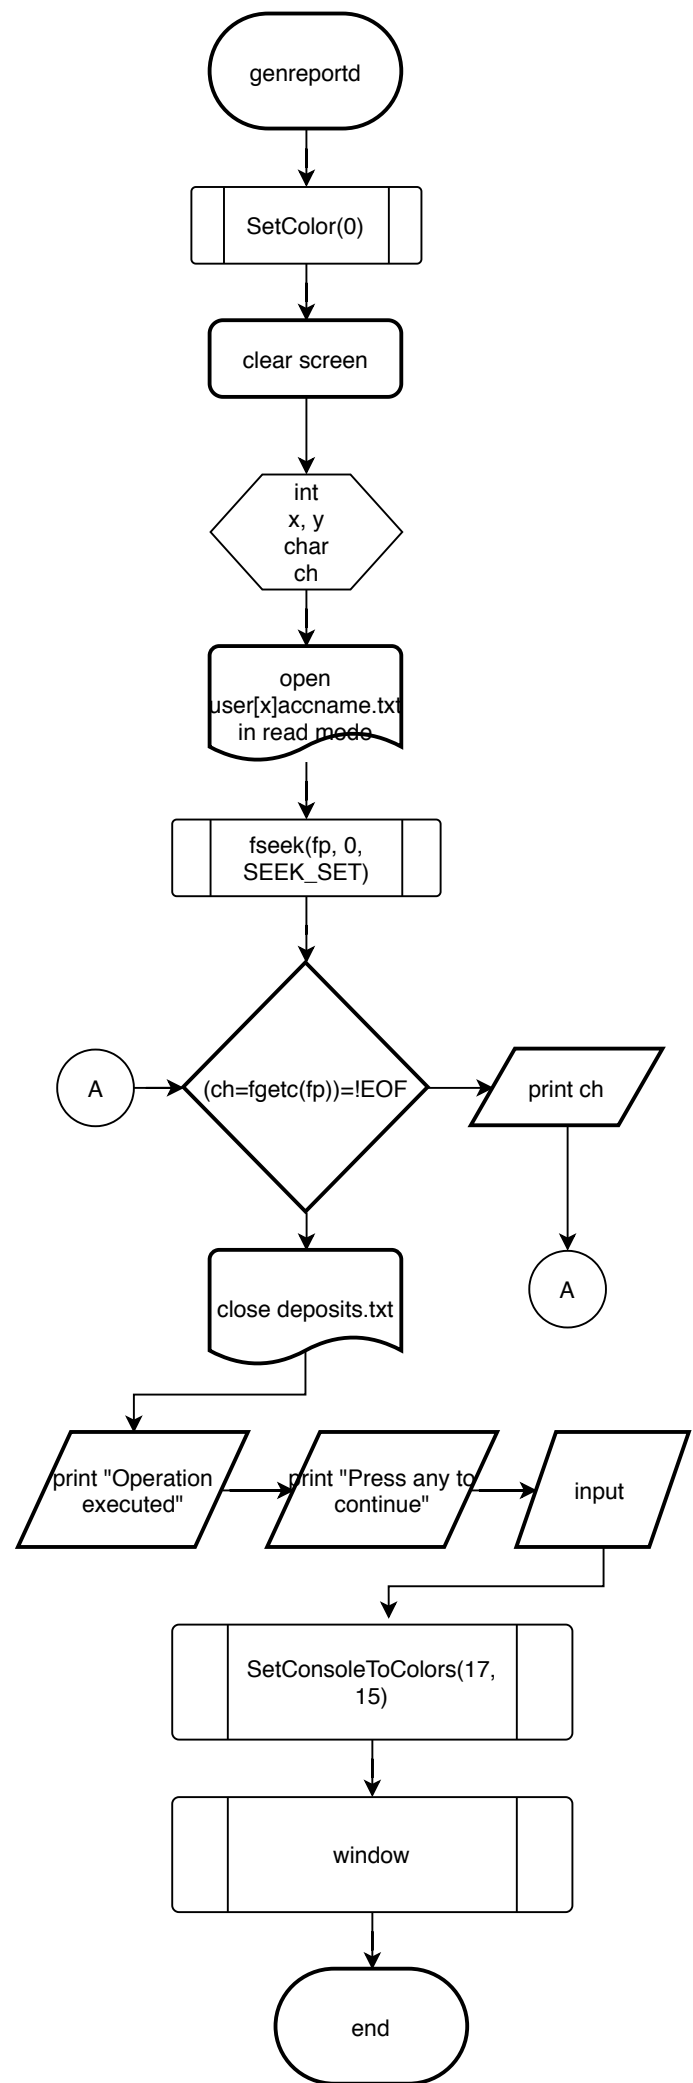 genreportd
SetColor(0)
clear screen
int
x, y
char
ch
open
user[x]accname.txt
in read mode
fseek(fp, 0,
SEEK_SET)
A
(ch=fgetc(fp))=!EOF
print ch
A
close deposits.txt
print "Operation
executed"
print "Press any to
continue"
input
SetConsoleToColors(17,
15)
window
end